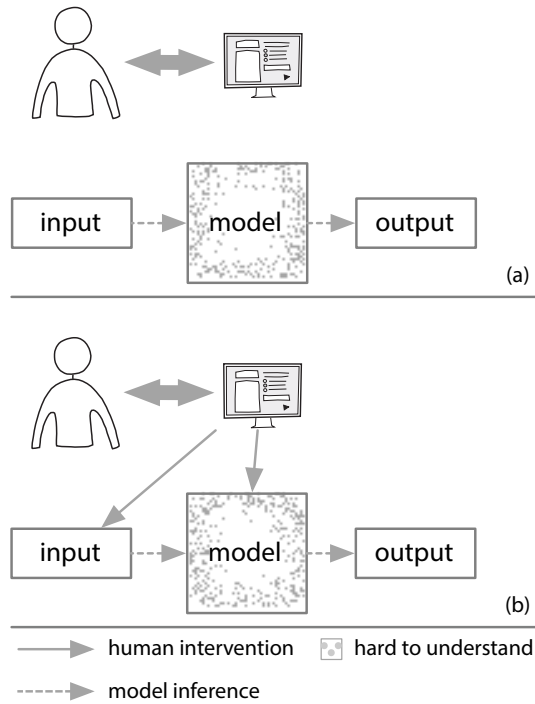 input
model
output
(a)
input
model
output
(b)
human intervention
hard to understand
model inference